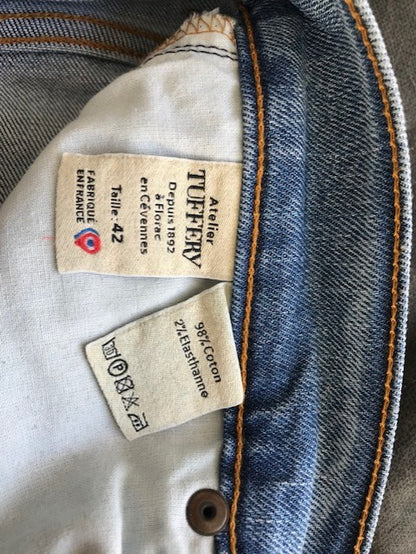 Atelier
TUFFERY
Depuis 1892
à Florac
en Cévennes
Taille: 42
FABRIQUÉ
EN FRANCE
98% Coton
2% Elasthanne
P